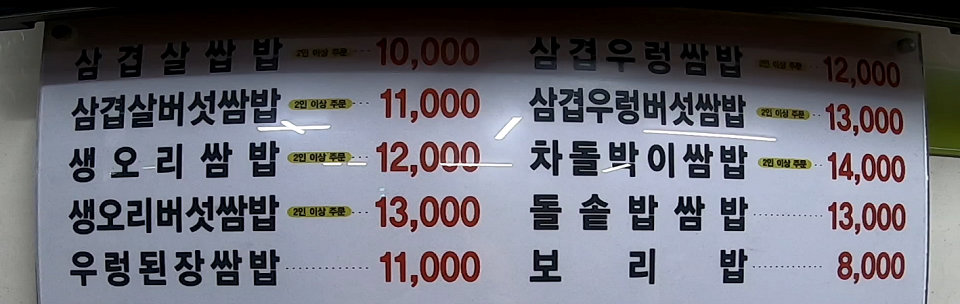 삼겹살쌈밥 2인 이상 주문 10,000
삼겹살버섯쌈밥 2인 이상 주문 11,000
생오리쌈밥 2인 이상 주문 12,000
생오리버섯쌈밥 2인 이상 주문 13,000
우렁된장쌈밥 11,000
삼겹우렁쌈밥 2인 이상 주문 12,000
삼겹우렁버섯쌈밥 2인 이상 주문 13,000
차돌박이쌈밥 2인 이상 주문 14,000
돌솥밥쌈밥 13,000
보리밥 8,000